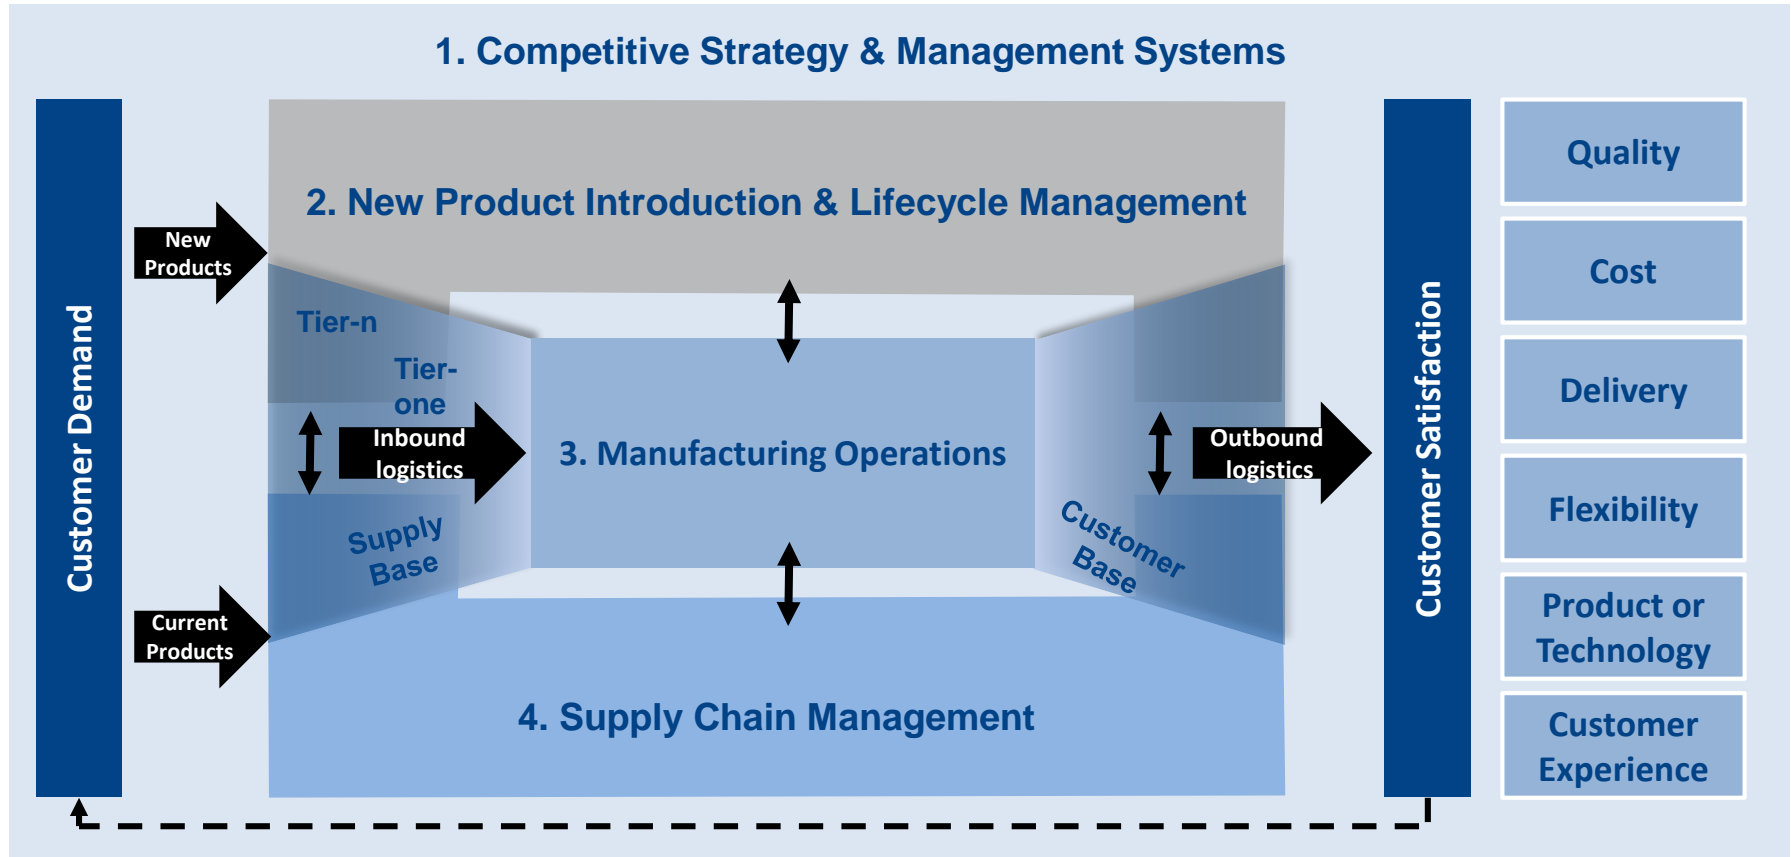 1. Competitive Strategy & Management Systems
Customer Demand
New
Products
Current
Products
2. New Product Introduction & Lifecycle Management
Tier-n
Tier-
one
Inbound
logistics
Supply
Base
3. Manufacturing Operations
Customer
Base
Outbound
logistics
4. Supply Chain Management
Customer Satisfaction
Quality
Cost
Delivery
Flexibility
Product or
Technology
Customer
Experience